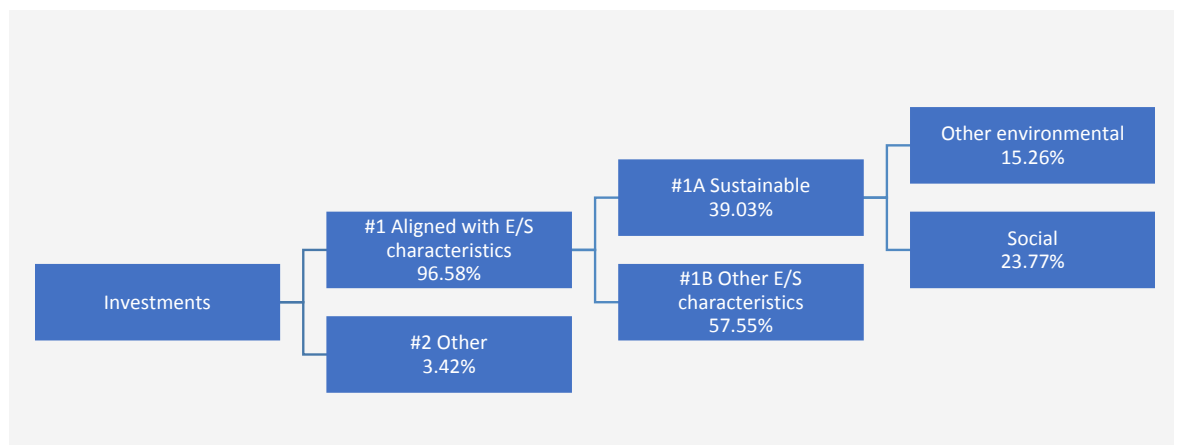 Investments
#1 Aligned with E/S
characteristics
96.58%
#2 Other
3.42%
#1A Sustainable
39.03%
#1B Other E/S
characteristics
57.55%
Other environmental
15.26%
Social
23.77%